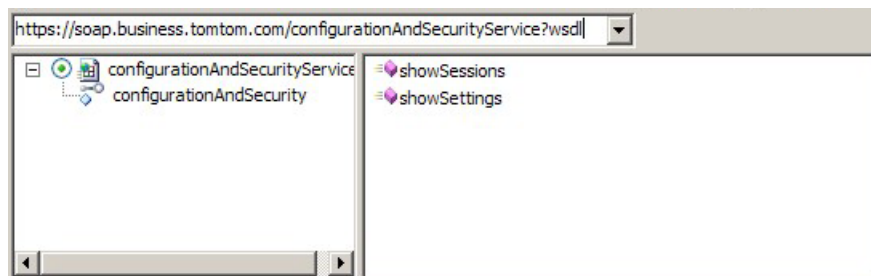 https://soap.business.tomtom.com/configurationAndSecurityService?wsdl
configurationAndSecurityService
configurationAndSecurity
showSessions
showSettings